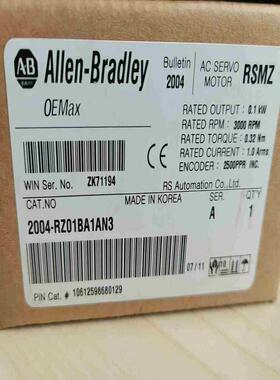 AB
Allen-Bradley
OEMax
Bulletin
2004
AC SERVO
MOTOR
RSMZ
RATED OUTPUT : 0.1 kW
RATED RPM : 3000 RPM
RATED TORQUE : 0.32 Nm
RATED CURRENT : 1.0 Arms
ENCODER : 2500PPR INC.
CE
WIN Ser. No. ZK71194
RS Automation Co., Ltd.
CAT.NO
MADE IN KOREA
SER.
QTY
2004-RZ01BA1AN3
A
1
07/11
PIN Cat. # 10612598680129